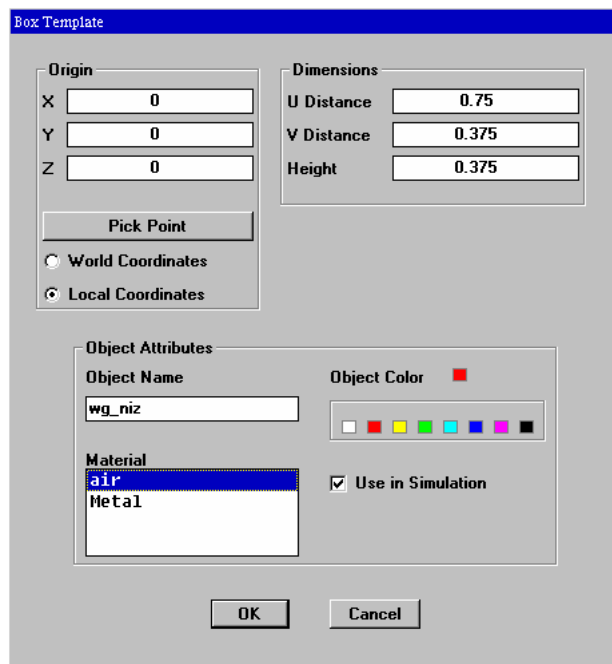 Box Template
Origin
X 0
Y 0
Z 0
Pick Point
World Coordinates
Local Coordinates
Dimensions
U Distance 0.75
V Distance 0.375
Height 0.375
Object Attributes
Object Name
wg_niz
Material
air
Metal
Object Color
Use in Simulation
OK
Cancel